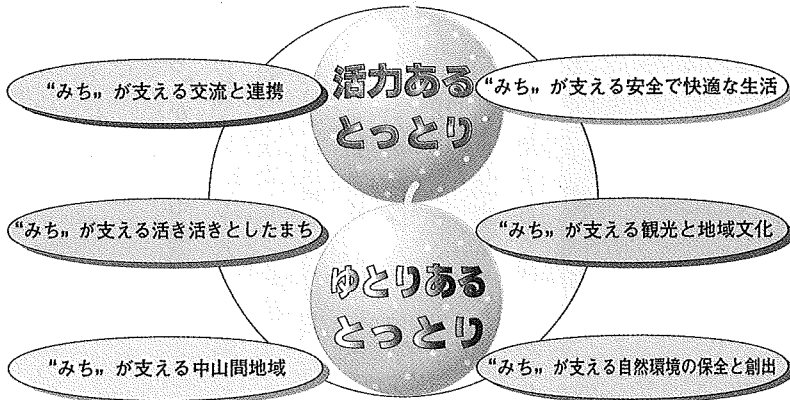 活力ある
とっとり
“みち„ が支える交流と連携
“みち„ が支える安全で快適な生活
“みち„ が支える活き活きとしたまち
“みち„ が支える観光と地域文化
ゆとりある
とっとり
“みち„ が支える中山間地域
“みち„ が支える自然環境の保全と創出